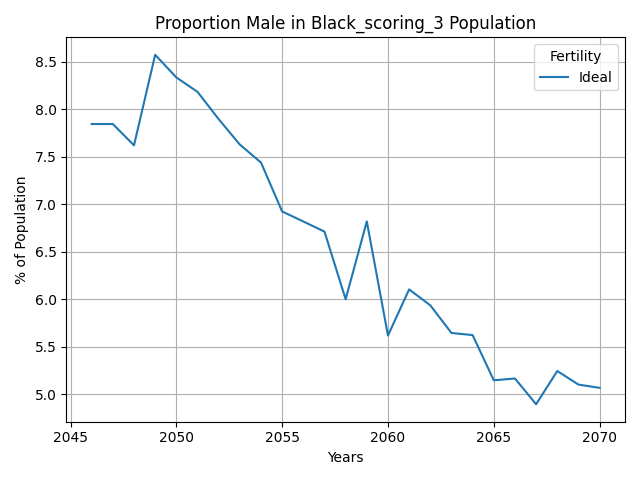 Proportion Male in Black_scoring_3 Population
Fertility
Ideal
% of Population
8.5
8.0
7.5
7.0
6.5
6.0
5.5
5.0
2045 2050 2055 2060 2065 2070
Years